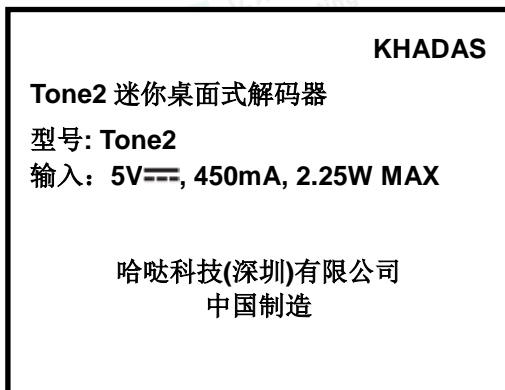 KHADAS
Tone2 迷你桌面式解码器
型号: Tone2
输入：5V⎓, 450mA, 2.25W MAX
哈哒科技(深圳)有限公司
中国制造